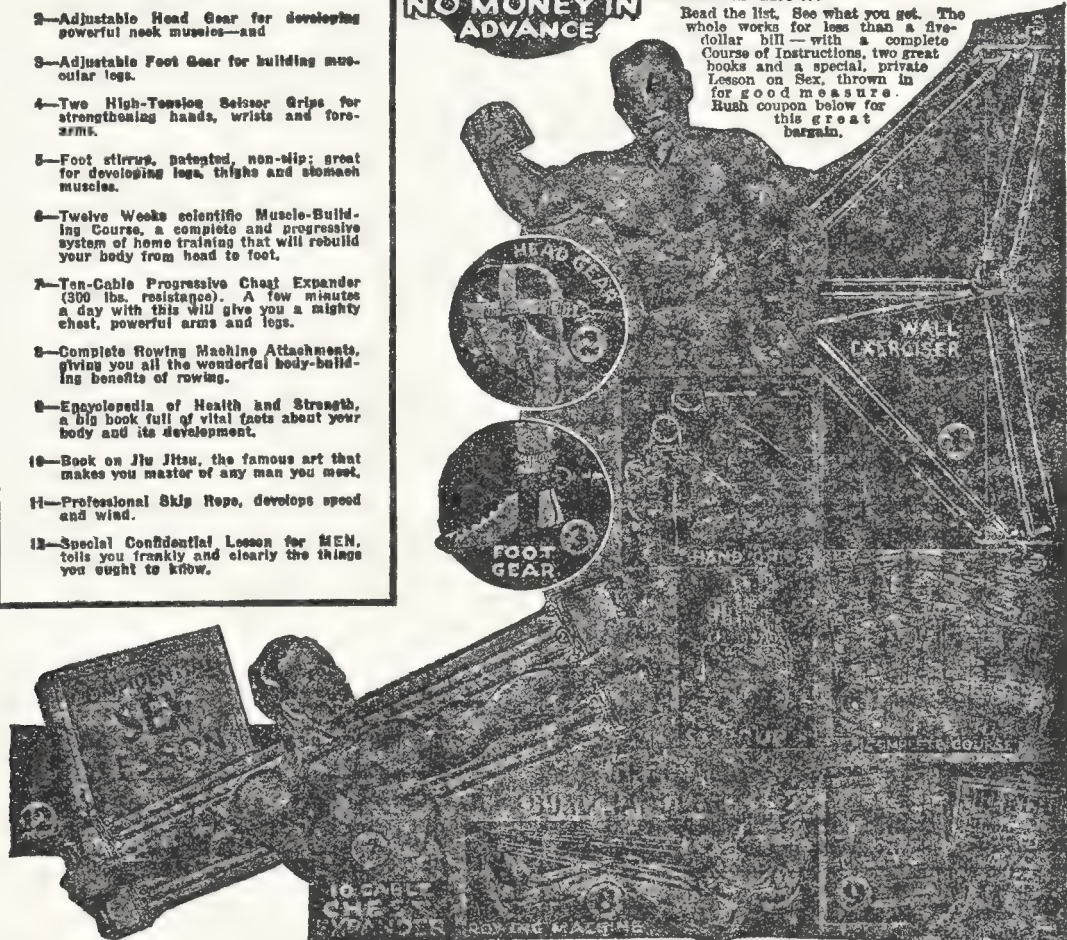 2—Adjustable Head Gear for developing
powerful neck muscles—and
3—Adjustable Foot Gear for building mus-
cular legs.
4—Two High-Tension Scissor Grips for
strengthening hands, wrists and fore-
arms.
5—Foot stirrup, patented, non-slip; great
for developing legs, thighs and stomach
muscles.
6—Twelve Weeks scientific Muscle-Build-
ing Course, a complete and progressive
system of home training that will rebuild
your body from head to foot.
7—Ten-Cable Progressive Chest Expander
(300 lbs. resistance). A few minutes
a day with this will give you a mighty
chest, powerful arms and legs.
8—Complete Rowing Machine Attachments,
giving you all the wonderful body-build-
ing benefits of rowing.
9—Encyclopedia of Health and Strength,
a big book full of vital facts about your
body and its development.
10—Book on Jiu Jitsu, the famous art that
makes you master of any man you meet.
11—Professional Skip Rope, develops speed
and wind.
12—Special Confidential Lesson for MEN,
tells you frankly and clearly the things
you ought to know.
NO MONEY IN
ADVANCE
Read the list. See what you get. The
whole works for less than a five-
dollar bill — with a complete
Course of Instructions, two great
books and a special, private
Lesson on Sex, thrown in
for good measure.
Rush coupon below for
this great
bargain.
HEAD GEAR
2
WALL
EXERCISER
FOOT
GEAR
3
HAND GRIP
COMPLETE COURSE
SEX
LESSON
12
10 CABLE
CHEST
EXPANDER
8
ROWING MACHINE
9